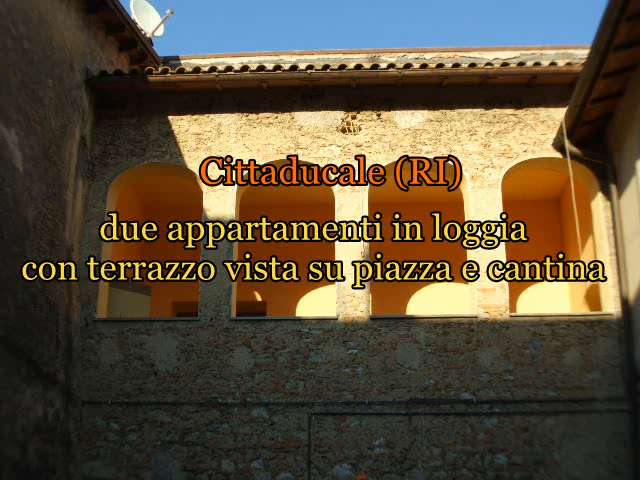 Cittaducale (RI)
due appartamenti in loggia
con terrazzo vista su piazza e cantina